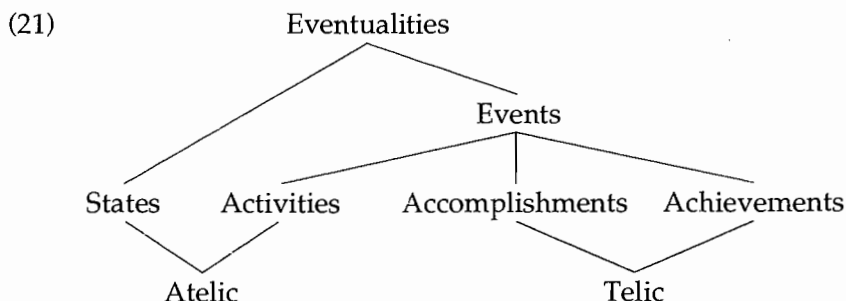 (21) Eventualities
Events
States Activities Accomplishments Achievements
Atelic Telic